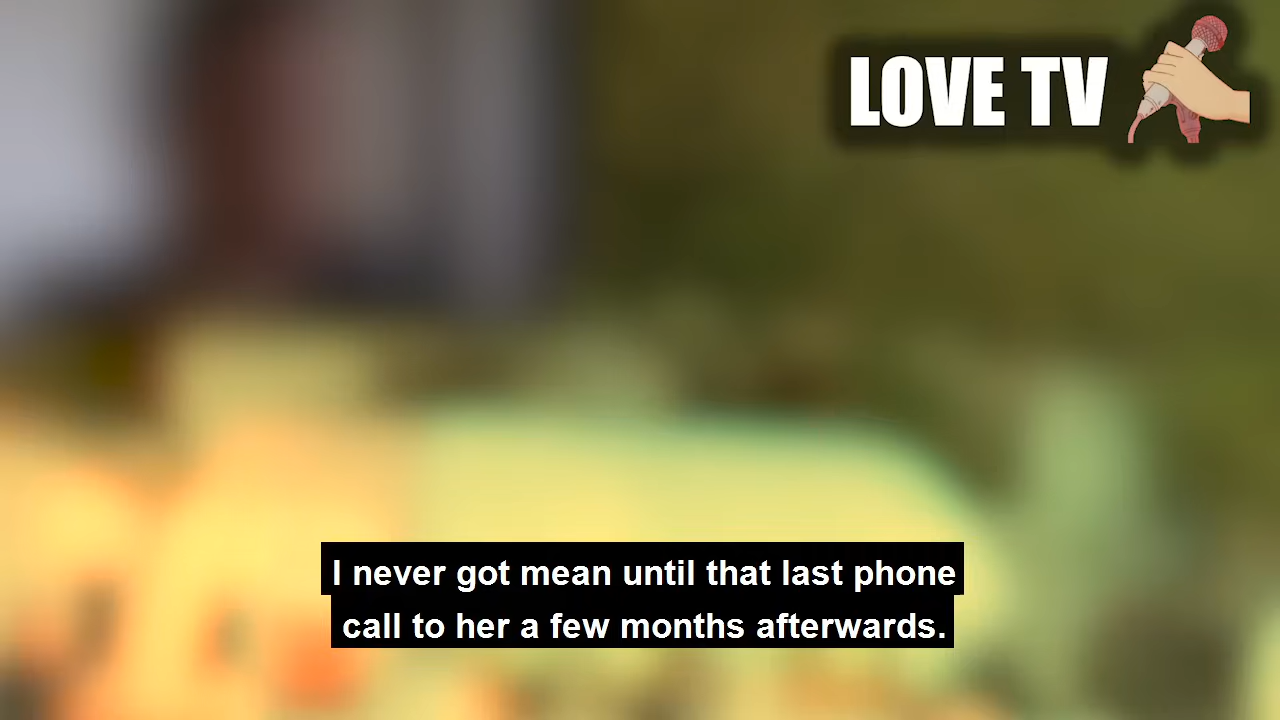 LOVE TV
I never got mean until that last phone
call to her a few months afterwards.